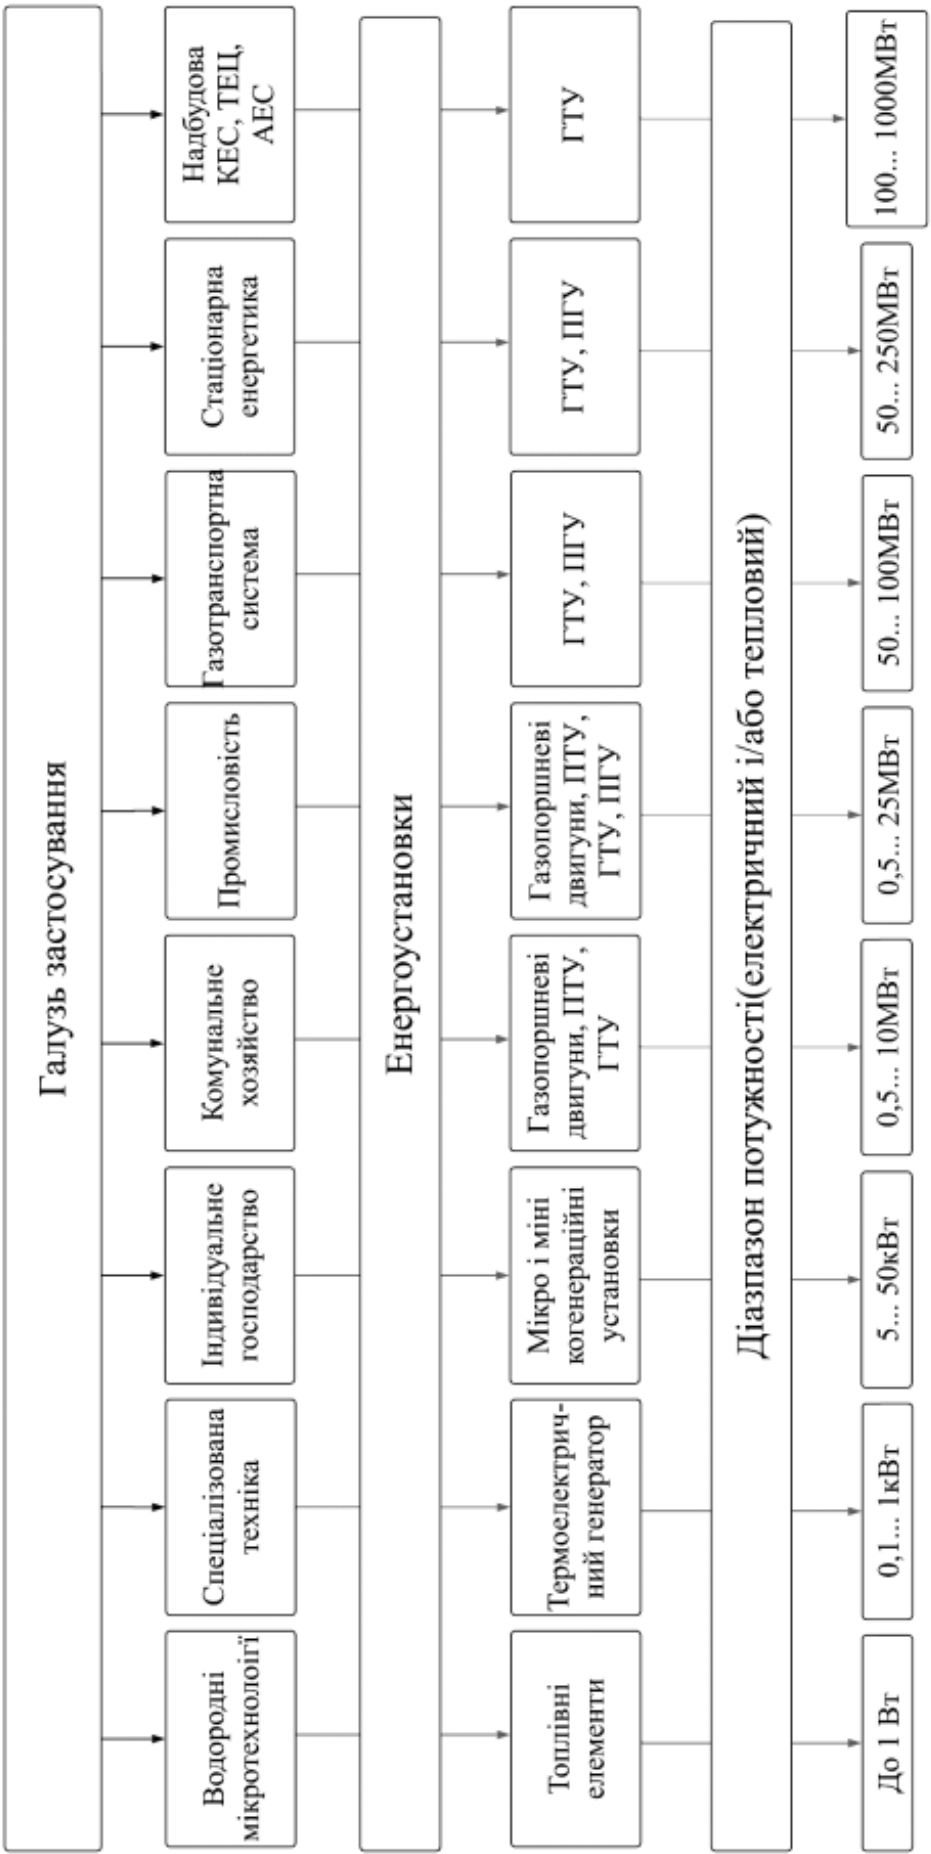 Галузь застосування
Водородні
мікротехнолоігї
Спеціалізована
техніка
Індивідуальне
господарство
Комунальне
хозяйство
Промисловість
Газотранспортна
система
Стаціонарна
енергетика
Надбудова
КЕС, ТЕЦ,
АЕС
Енергоустановки
Топлівні
елементи
Термоелектрич-
ний генератор
Мікро і міні
когенераційні
установки
Газопоршневі
двигуни, ПТУ,
ГТУ
Газопоршневі
двигуни, ПТУ,
ГТУ, ПГУ
ГТУ, ПГУ
ГТУ, ПГУ
ГТУ
Діазпазон потужності(електричний і/або тепловий)
До 1 Вт
0,1... 1кВт
5... 50кВт
0,5... 10МВт
0,5... 25МВт
50... 100МВт
50... 250МВт
100... 1000МВт